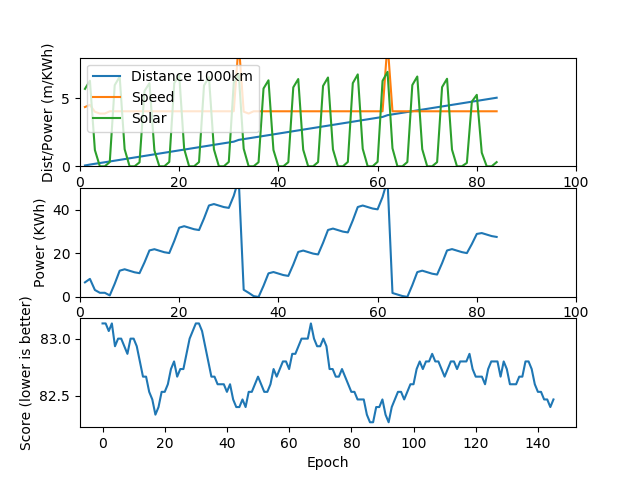 Dist/Power (m/KWh)
5
0
Distance 1000km
Speed
Solar
0 20 40 60 80 100
Power (KWh)
40
20
0
0 20 40 60 80 100
Score (lower is better)
83.0
82.5
0 20 40 60 80 100 120 140
Epoch